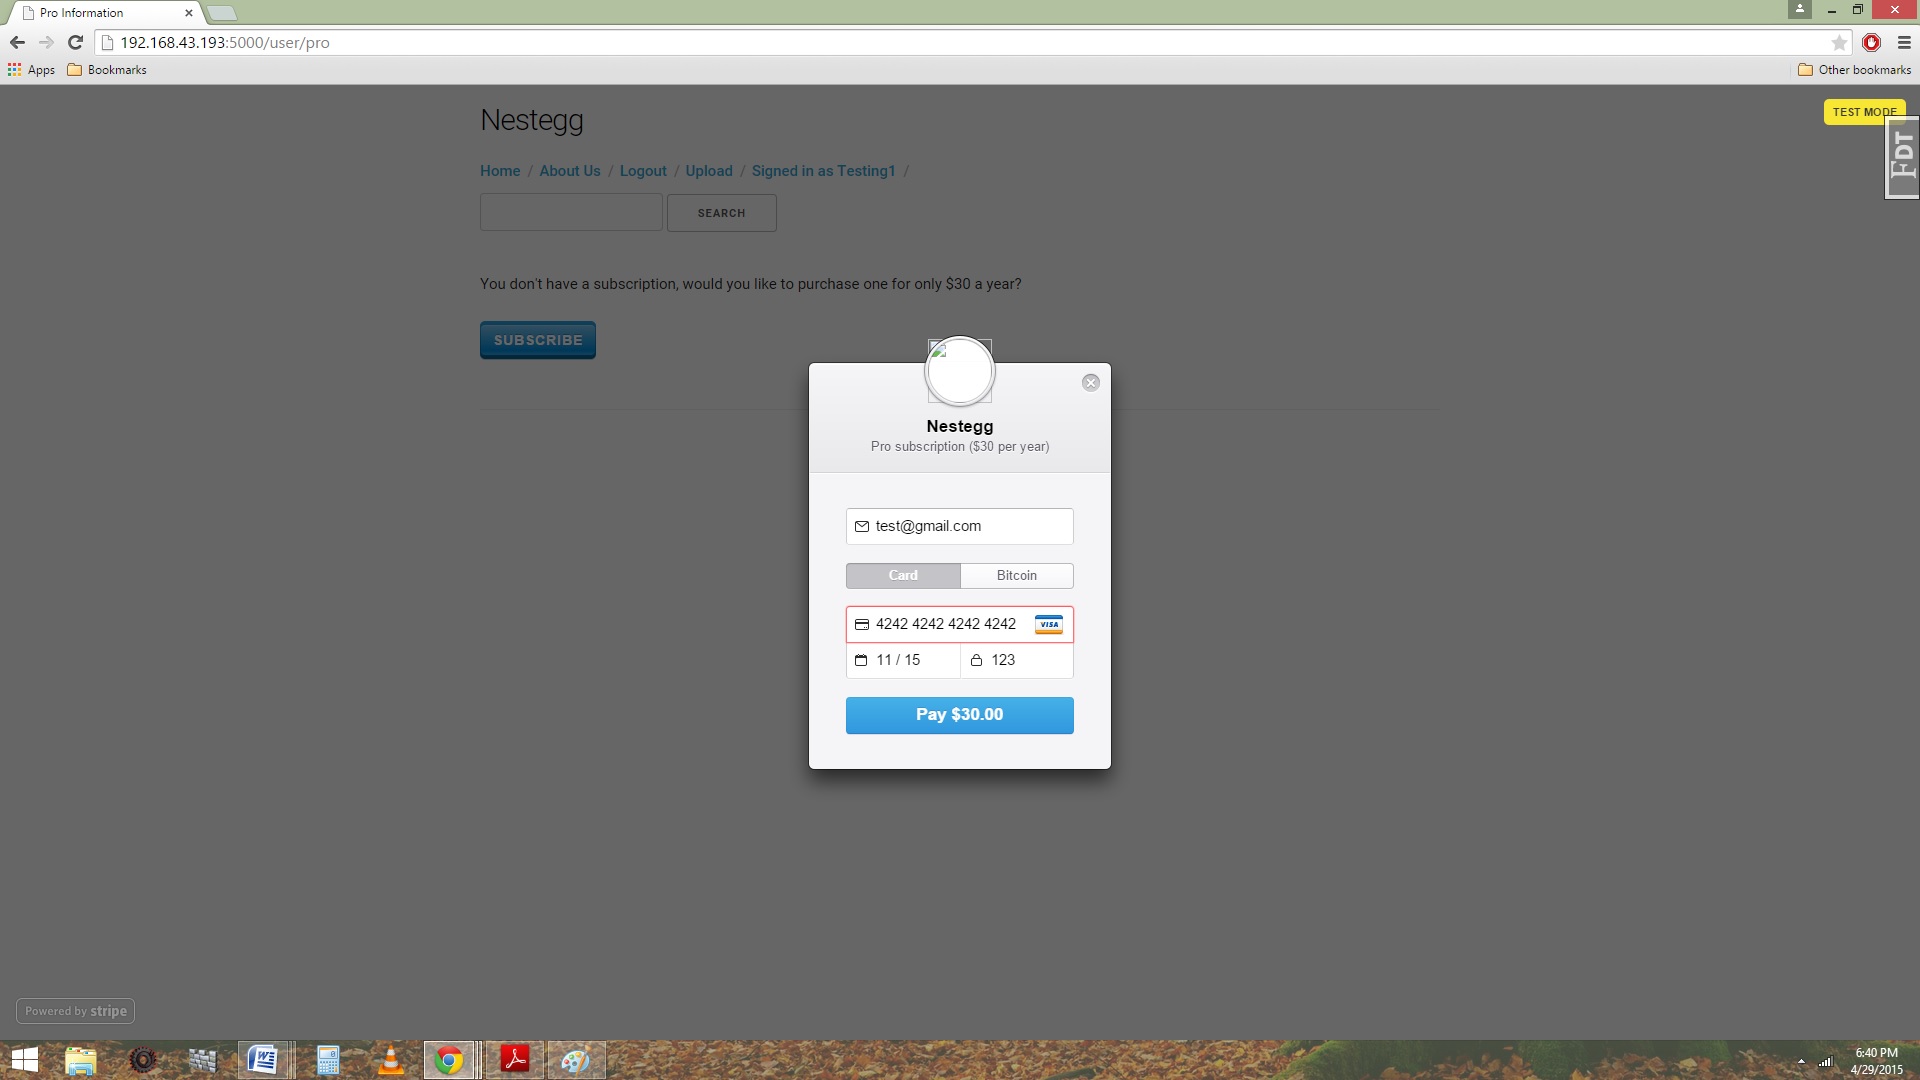 Pro Information
192.168.43.193:5000/user/pro
Apps Bookmarks Other bookmarks
Nestegg
TEST MODE
FDT
Home / About Us / Logout / Upload / Signed in as Testing1 /
SEARCH
You don't have a subscription, would you like to purchase one for only $30 a year?
SUBSCRIBE
Nestegg
Pro subscription ($30 per year)
test@gmail.com
Card Bitcoin
4242 4242 4242 4242 VISA
11 / 15 123
Pay $30.00
Powered by stripe
6:40 PM
4/29/2015